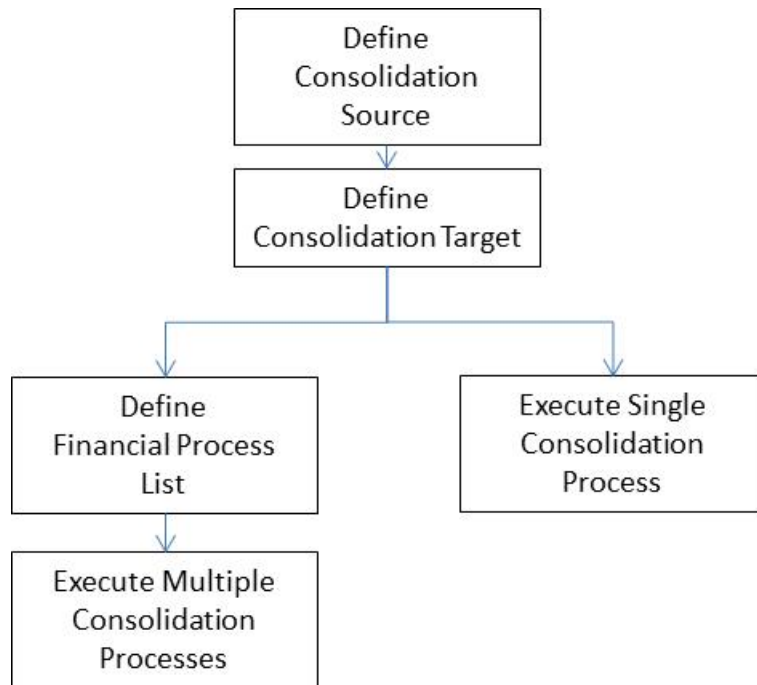 Define
Consolidation
Source
Define
Consolidation Target
Define
Financial Process
List
Execute Single
Consolidation
Process
Execute Multiple
Consolidation
Processes